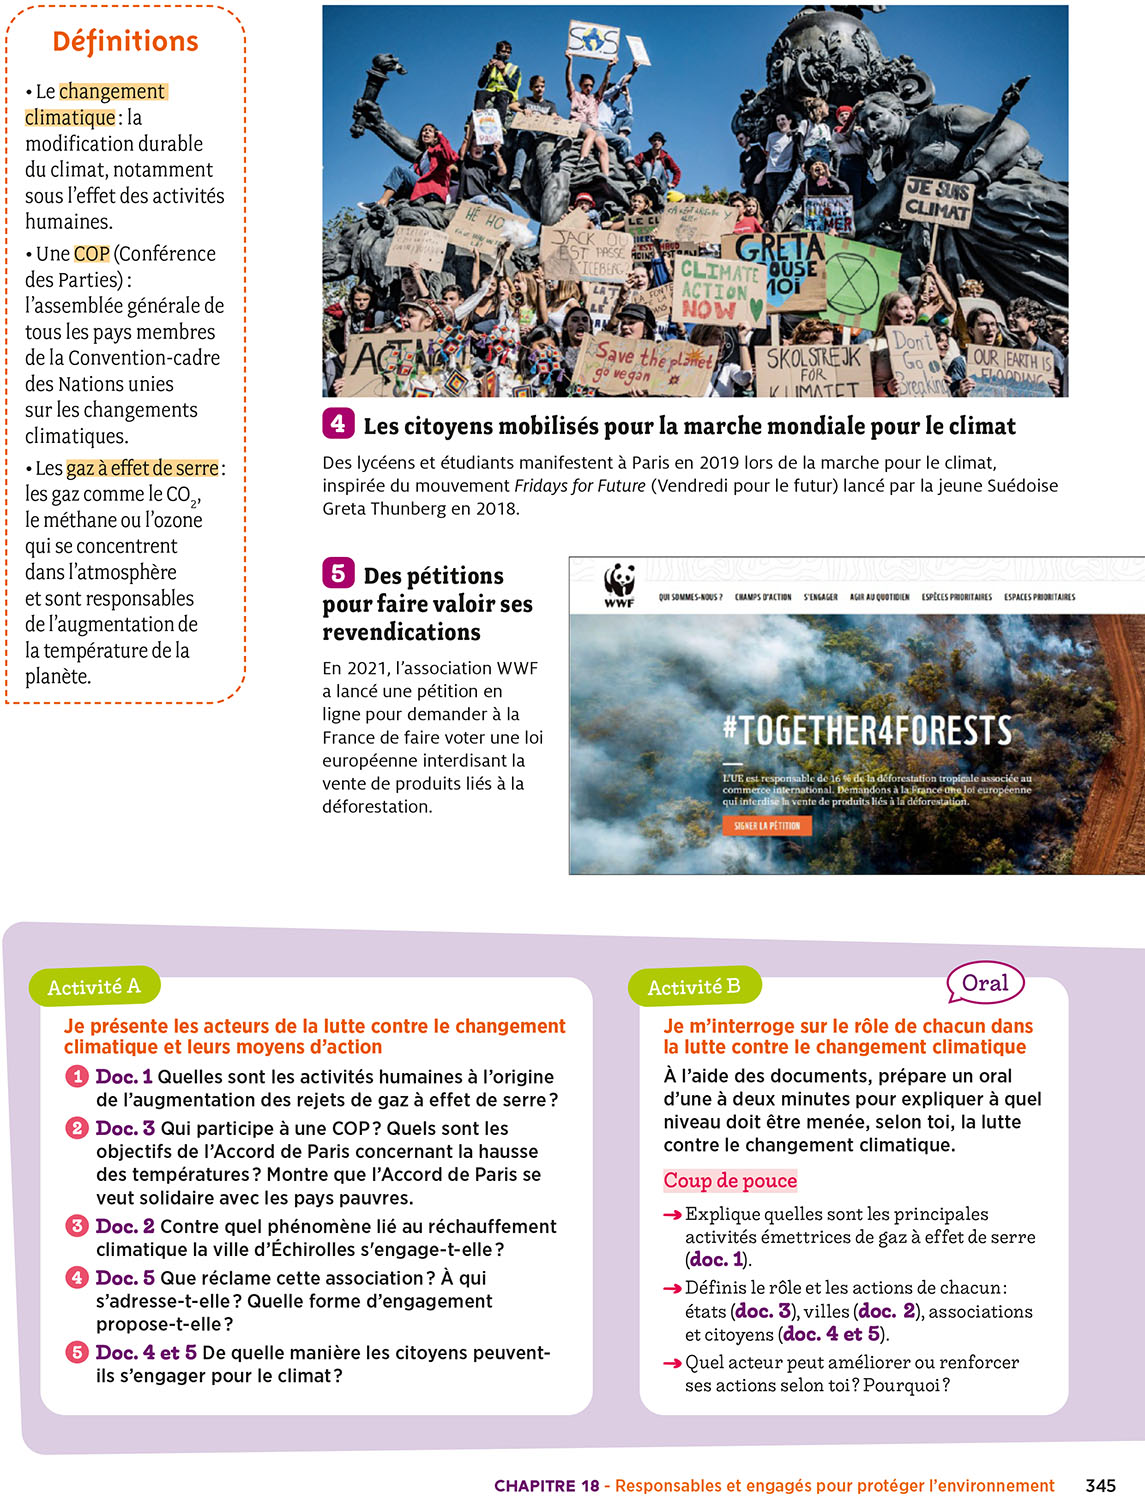 Définitions
• Le changement
climatique : la
modification durable
du climat, notamment
sous l'effet des activités
humaines.
• Une COP (Conférence
des Parties) :
l'assemblée générale de
tous les pays membres
de la Convention-cadre
des Nations unies
sur les changements
climatiques.
• Les gaz à effet de serre :
les gaz comme le CO₂,
le méthane ou l'ozone
qui se concentrent
dans l'atmosphère
et sont responsables
de l'augmentation de
la température de la
planète.
SOS
JE SUIS
CLIMAT
HÉ HO
JACK OU
EST PASSÉ
L'ICEBERG
GRETA
OUSE
MOI
CLIMATE
ACTION
NOW
Save the planet
go vegan
SKOLSTREJK
FOR
KLIMATET
Don't
Go
Breaking
OUR EARTH IS
FLOODING
4 Les citoyens mobilisés pour la marche mondiale pour le climat
Des lycéens et étudiants manifestent à Paris en 2019 lors de la marche pour le climat,
inspirée du mouvement Fridays for Future (Vendredi pour le futur) lancé par la jeune Suédoise
Greta Thunberg en 2018.
5 Des pétitions
pour faire valoir ses
revendications
En 2021, l'association WWF
a lancé une pétition en
ligne pour demander à la
France de faire voter une loi
européenne interdisant la
vente de produits liés à la
déforestation.
WWF
QUI SOMMES-NOUS ? CHAMPS D'ACTION S'ENGAGER AGIR AU QUOTIDIEN ESPÈCES PRIORITAIRES ESPACES PRIORITAIRES
#TOGETHER4FORESTS
L'UE est responsable de 16 % de la déforestation tropicale associée au
commerce international. Demandons à la France une loi européenne
qui interdise la vente de produits liés à la déforestation.
SIGNER LA PÉTITION
Activité A
Je présente les acteurs de la lutte contre le changement
climatique et leurs moyens d'action
1 Doc. 1 Quelles sont les activités humaines à l'origine
de l'augmentation des rejets de gaz à effet de serre ?
2 Doc. 3 Qui participe à une COP ? Quels sont les
objectifs de l'Accord de Paris concernant la hausse
des températures ? Montre que l'Accord de Paris se
veut solidaire avec les pays pauvres.
3 Doc. 2 Contre quel phénomène lié au réchauffement
climatique la ville d'Échirolles s'engage-t-elle ?
4 Doc. 5 Que réclame cette association ? À qui
s'adresse-t-elle ? Quelle forme d'engagement
propose-t-elle ?
5 Doc. 4 et 5 De quelle manière les citoyens peuvent-
ils s'engager pour le climat ?
Activité B
Oral
Je m'interroge sur le rôle de chacun dans
la lutte contre le changement climatique
À l'aide des documents, prépare un oral
d'une à deux minutes pour expliquer à quel
niveau doit être menée, selon toi, la lutte
contre le changement climatique.
Coup de pouce
➞ Explique quelles sont les principales
activités émettrices de gaz à effet de serre
(doc. 1).
➞ Définis le rôle et les actions de chacun :
états (doc. 3), villes (doc. 2), associations
et citoyens (doc. 4 et 5).
➞ Quel acteur peut améliorer ou renforcer
ses actions selon toi ? Pourquoi ?
CHAPITRE 18 - Responsables et engagés pour protéger l'environnement 345